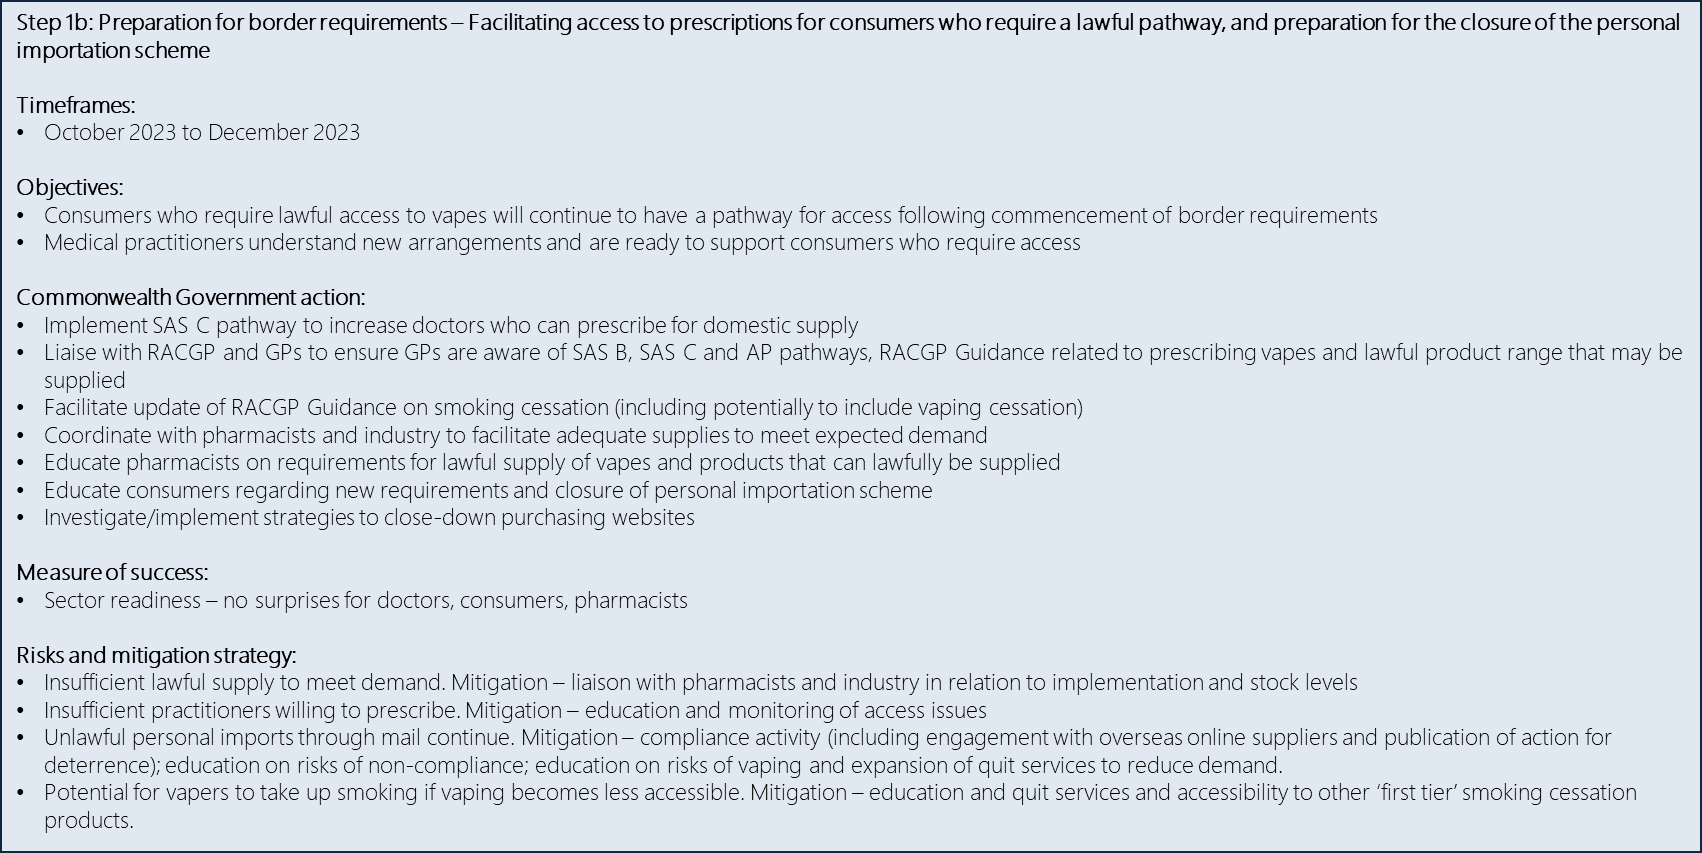 Step 1b: Preparation for border requirements – Facilitating access to prescriptions for consumers who require a lawful pathway, and preparation for the closure of the personal
importation scheme
Timeframes:
• October 2023 to December 2023
Objectives:
• Consumers who require lawful access to vapes will continue to have a pathway for access following commencement of border requirements
• Medical practitioners understand new arrangements and are ready to support consumers who require access
Commonwealth Government action:
• Implement SAS C pathway to increase doctors who can prescribe for domestic supply
• Liaise with RACGP and GPs to ensure GPs are aware of SAS B, SAS C and AP pathways, RACGP Guidance related to prescribing vapes and lawful product range that may be
supplied
• Facilitate update of RACGP Guidance on smoking cessation (including potentially to include vaping cessation)
• Coordinate with pharmacists and industry to facilitate adequate supplies to meet expected demand
• Educate pharmacists on requirements for lawful supply of vapes and products that can lawfully be supplied
• Educate consumers regarding new requirements and closure of personal importation scheme
• Investigate/implement strategies to close-down purchasing websites
Measure of success:
• Sector readiness – no surprises for doctors, consumers, pharmacists
Risks and mitigation strategy:
• Insufficient lawful supply to meet demand. Mitigation – liaison with pharmacists and industry in relation to implementation and stock levels
• Insufficient practitioners willing to prescribe. Mitigation – education and monitoring of access issues
• Unlawful personal imports through mail continue. Mitigation – compliance activity (including engagement with overseas online suppliers and publication of action for
deterrence); education on risks of non-compliance; education on risks of vaping and expansion of quit services to reduce demand.
• Potential for vapers to take up smoking if vaping becomes less accessible. Mitigation – education and quit services and accessibility to other ‘first tier’ smoking cessation
products.